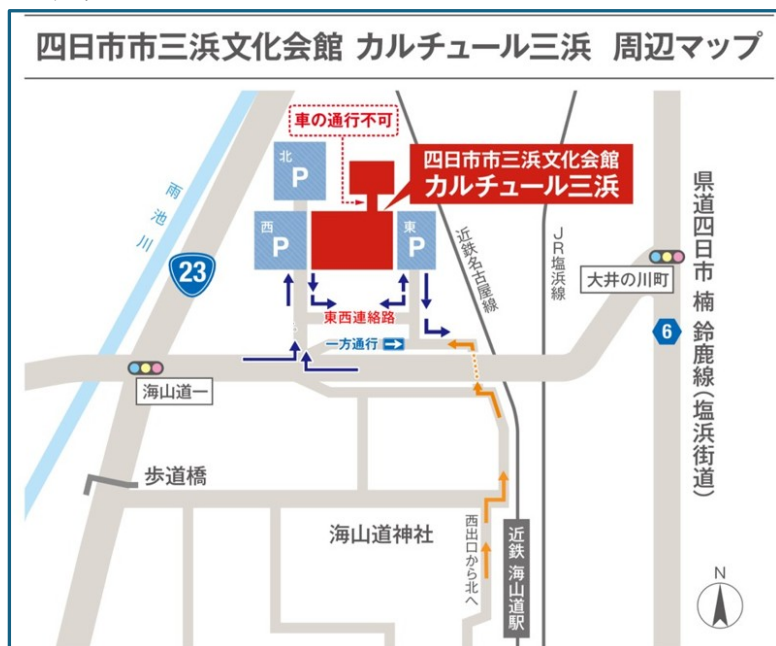 四日市市三浜文化会館 カルチュール三浜 周辺マップ
車の通行不可
北
P
四日市市三浜文化会館
カルチュール三浜
西
P
東
P
雨池川
23
近鉄名古屋線
JR塩浜線
大井の川町
県道四日市 楠 鈴鹿線(塩浜街道)
6
東西連絡路
一方通行
海山道一
歩道橋
海山道神社
西出口から北へ
近鉄 海山道駅
N